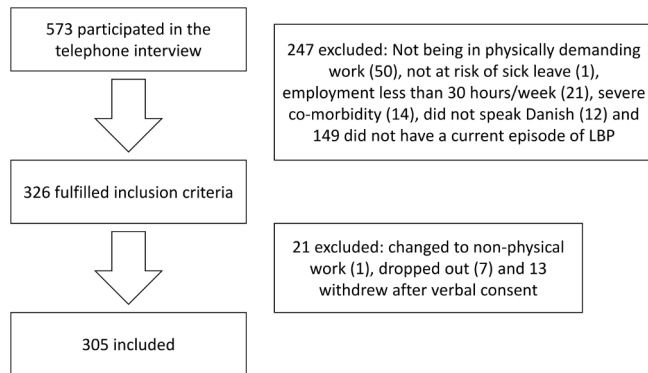 573 participated in the
telephone interview
247 excluded: Not being in physically demanding
work (50), not at risk of sick leave (1),
employment less than 30 hours/week (21), severe
co-morbidity (14), did not speak Danish (12) and
149 did not have a current episode of LBP
326 fulfilled inclusion criteria
21 excluded: changed to non-physical
work (1), dropped out (7) and 13
withdrew after verbal consent
305 included